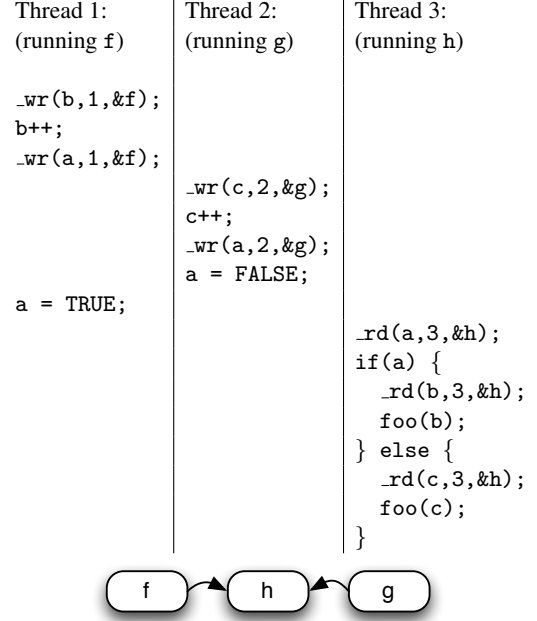 Thread 1: Thread 2: Thread 3:
(running f) (running g) (running h)
_wr(b,1,&f);
b++;
_wr(a,1,&f);
_wr(c,2,&g);
c++;
_wr(a,2,&g);
a = FALSE;
a = TRUE;
_rd(a,3,&h);
if(a) {
_rd(b,3,&h);
foo(b);
} else {
_rd(c,3,&h);
foo(c);
}
f h g